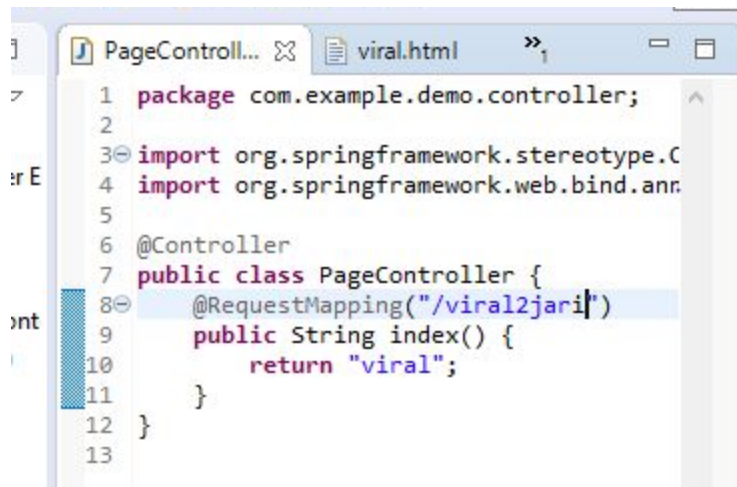 PageControll... viral.html »1
1 package com.example.demo.controller;
2
3 import org.springframework.stereotype.C
er E
4 import org.springframework.web.bind.ann
5
6 @Controller
7 public class PageController {
8 @RequestMapping("/viral2jari")
ont
9 public String index() {
10 return "viral";
11 }
12 }
13